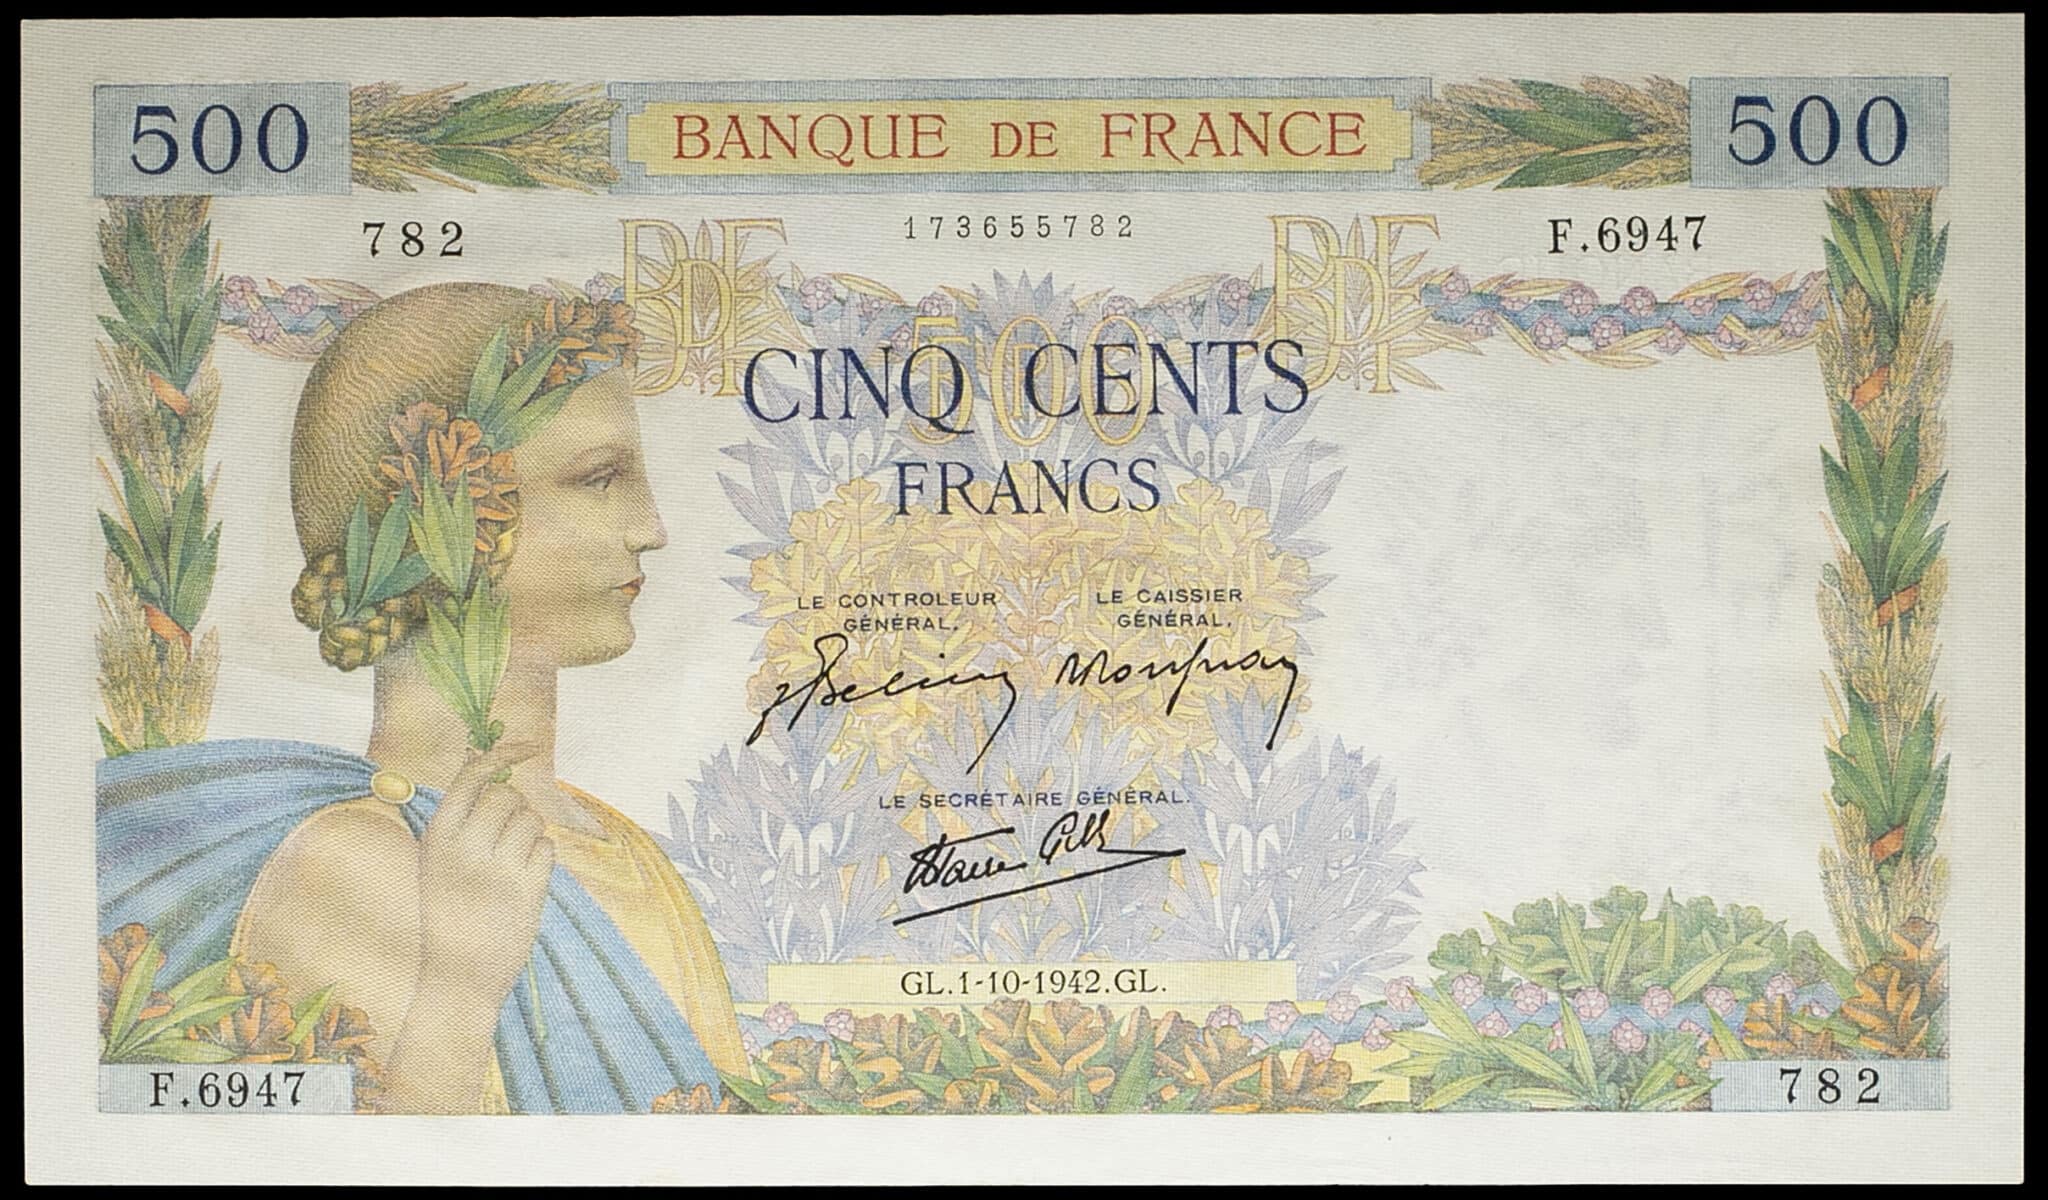 500 BANQUE DE FRANCE 500
782 173655782 F.6947
BDF BDF
500
CINQ CENTS
FRANCS
LE CONTROLEUR LE CAISSIER
GÉNÉRAL, GÉNÉRAL,
LE SECRÉTAIRE GÉNÉRAL.
GL.1-10-1942.GL.
F.6947 782